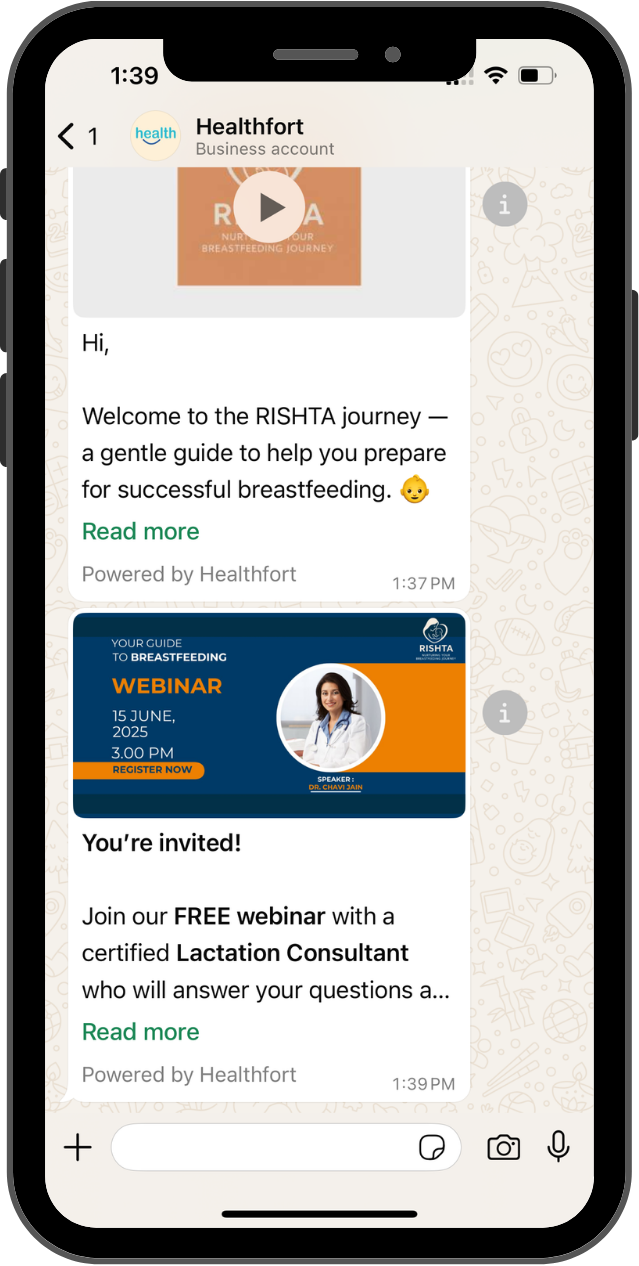 1:39
1
health
Healthfort
Business account
NURT
YOUR
BREASTFEEDING JOURNEY
Hi,
Welcome to the RISHTA journey —
a gentle guide to help you prepare
for successful breastfeeding. 👶
Read more
Powered by Healthfort
1:37 PM
YOUR GUIDE
TO BREASTFEEDING
WEBINAR
15 JUNE,
2025
3.00 PM
REGISTER NOW
RISHTA
NURTURING YOUR
BREASTFEEDING JOURNEY
SPEAKER :
DR. CHAVI JAIN
You’re invited!
Join our FREE webinar with a
certified Lactation Consultant
who will answer your questions a...
Read more
Powered by Healthfort
1:39 PM